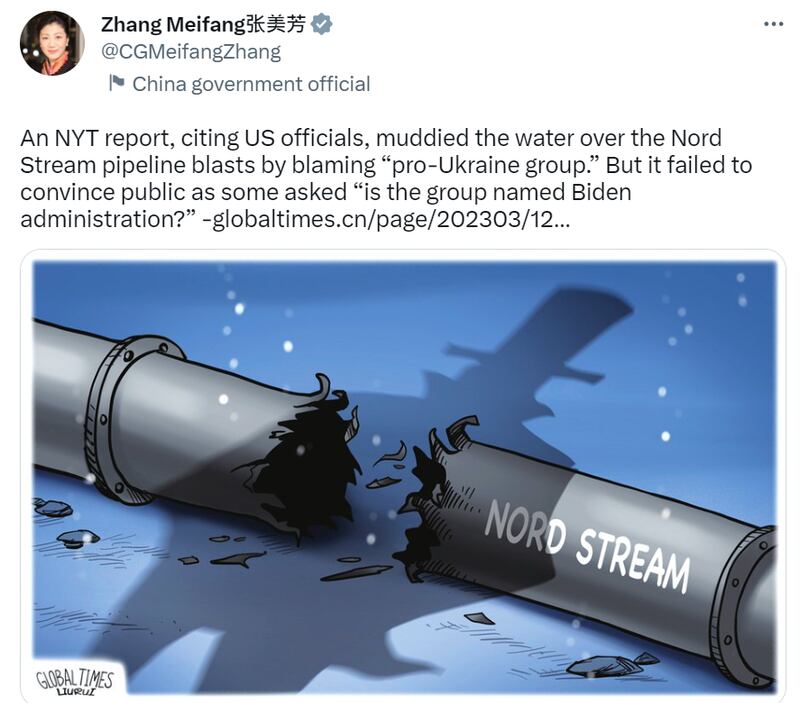 Zhang Meifang张美芳
@CGMeifangZhang
China government official
An NYT report, citing US officials, muddied the water over the Nord
Stream pipeline blasts by blaming “pro-Ukraine group.” But it failed to
convince public as some asked “is the group named Biden
administration?” -globaltimes.cn/page/202303/12...
NORD STREAM
GLOBAL TIMES
LIU RUI